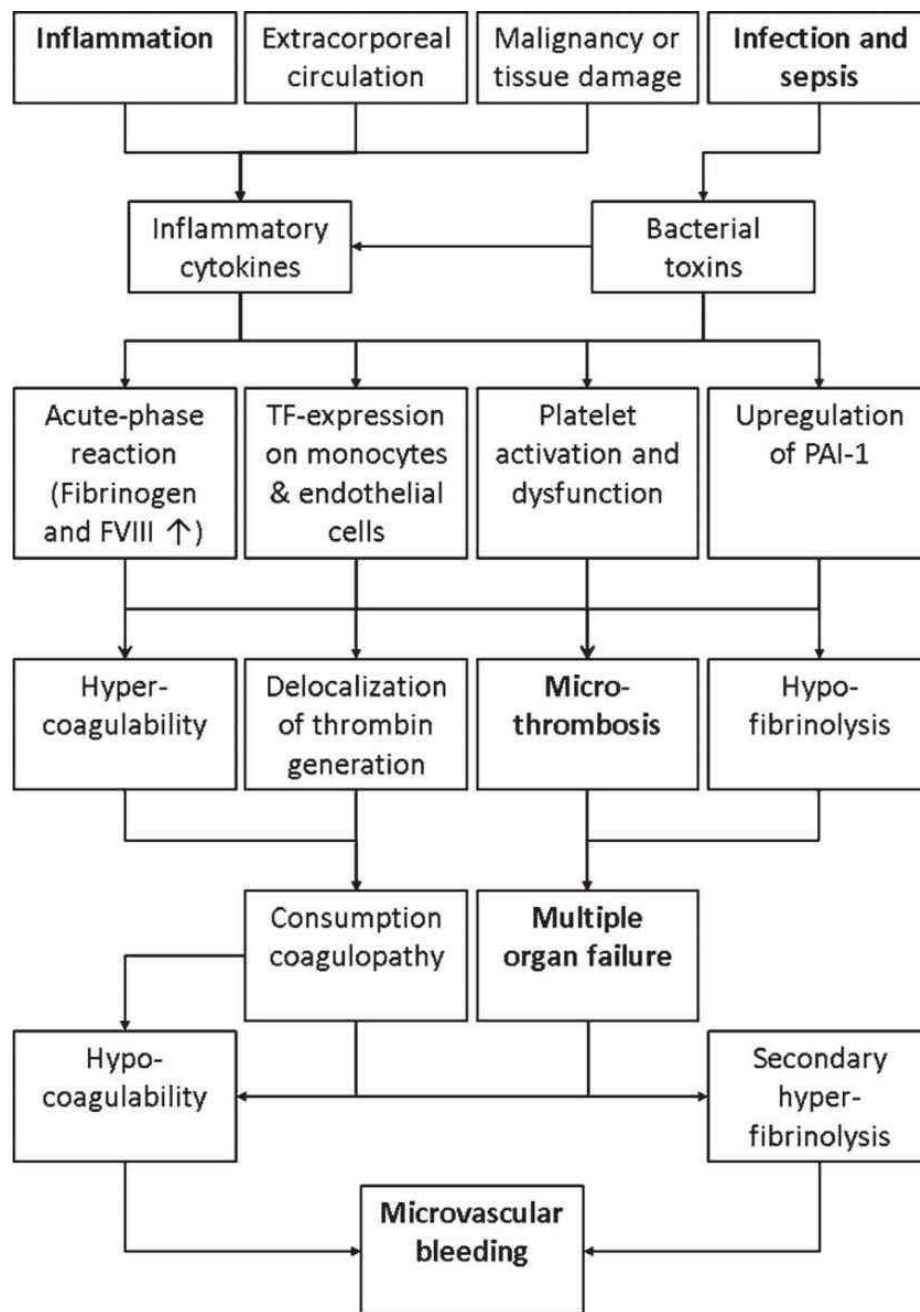 Inflammation
Extracorporeal
circulation
Malignancy or
tissue damage
Infection and
sepsis
Inflammatory
cytokines
Bacterial
toxins
Acute-phase
reaction
(Fibrinogen
and FVIII ↑)
TF-expression
on monocytes
& endothelial
cells
Platelet
activation and
dysfunction
Upregulation
of PAI-1
Hyper-
coagulability
Delocalization
of thrombin
generation
Micro-
thrombosis
Hypo-
fibrinolysis
Consumption
coagulopathy
Multiple
organ failure
Hypo-
coagulability
Secondary
hyper-
fibrinolysis
Microvascular
bleeding